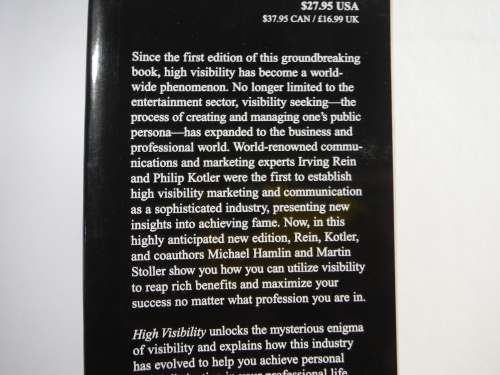 $27.95 USA
$37.95 CAN / £16.99 UK
Since the first edition of this groundbreaking
book, high visibility has become a world-
wide phenomenon. No longer limited to the
entertainment sector, visibility seeking—the
process of creating and managing one's public
persona—has expanded to the business and
professional world. World-renowned commu-
nications and marketing experts Irving Rein
and Philip Kotler were the first to establish
high visibility marketing and communication
as a sophisticated industry, presenting new
insights into achieving fame. Now, in this
highly anticipated new edition, Rein, Kotler,
and coauthors Michael Hamlin and Martin
Stoller show you how you can utilize visibility
to reap rich benefits and maximize your
success no matter what profession you are in.
High Visibility unlocks the mysterious enigma
of visibility and explains how this industry
has evolved to help you achieve personal
in your professional life